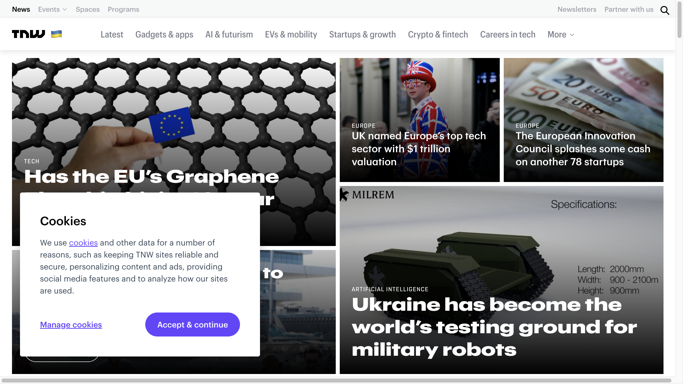 News
Events
Spaces
Programs
Newsletters
Partner with us
TNW
Latest
Gadgets & apps
AI & futurism
EVs & mobility
Startups & growth
Crypto & fintech
Careers in tech
More
TECH
Has the EU's Graphene
EUROPE
UK named Europe's top tech
sector with $1 trillion
valuation
EUROPE
The European Innovation
Council splashes some cash
on another 78 startups
50 EURO
20 EURO
MILREM
Specifications:
Length: 2000mm
Width: 900 - 2100m
Height: 900mm
ARTIFICIAL INTELLIGENCE
Ukraine has become the
world's testing ground for
military robots
to
Cookies
We use cookies and other data for a number of
reasons, such as keeping TNW sites reliable and
secure, personalizing content and ads, providing
social media features and to analyze how our sites
are used.
Manage cookies
Accept & continue